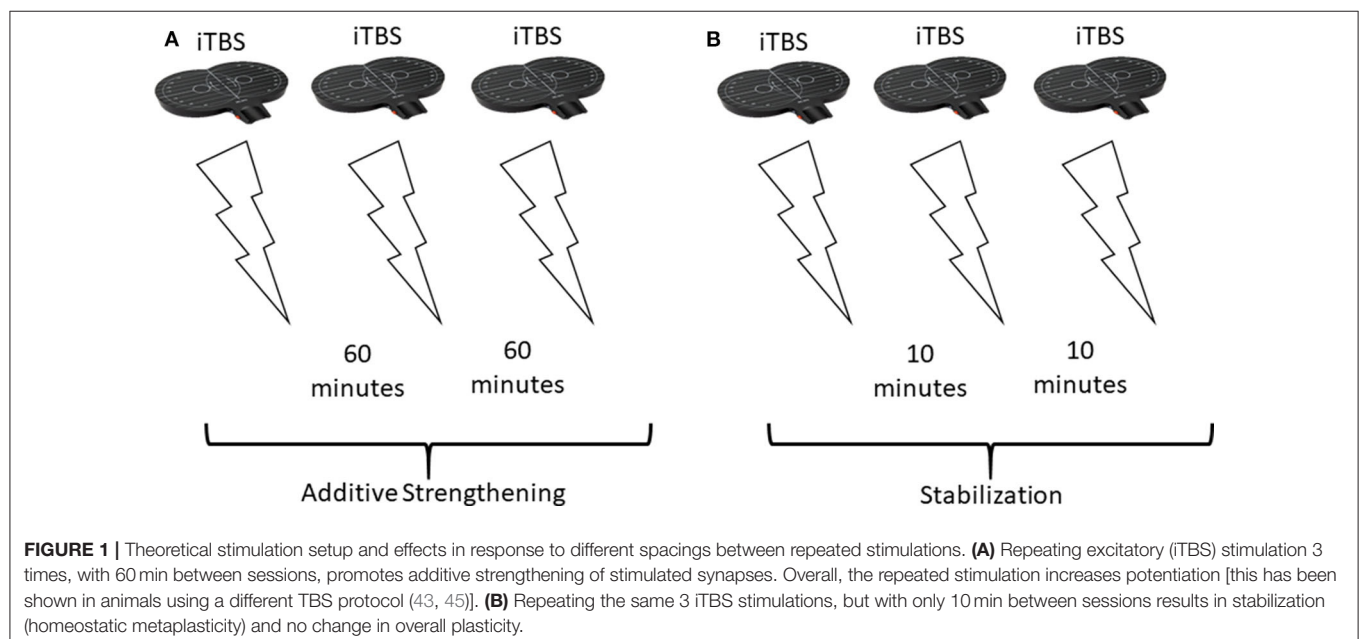 A iTBS iTBS iTBS
60 minutes
60 minutes
Additive Strengthening
B iTBS iTBS iTBS
10 minutes
10 minutes
Stabilization
FIGURE 1 | Theoretical stimulation setup and effects in response to different spacings between repeated stimulations. (A) Repeating excitatory (iTBS) stimulation 3
times, with 60 min between sessions, promotes additive strengthening of stimulated synapses. Overall, the repeated stimulation increases potentiation [this has been
shown in animals using a different TBS protocol (43, 45)]. (B) Repeating the same 3 iTBS stimulations, but with only 10 min between sessions results in stabilization
(homeostatic metaplasticity) and no change in overall plasticity.